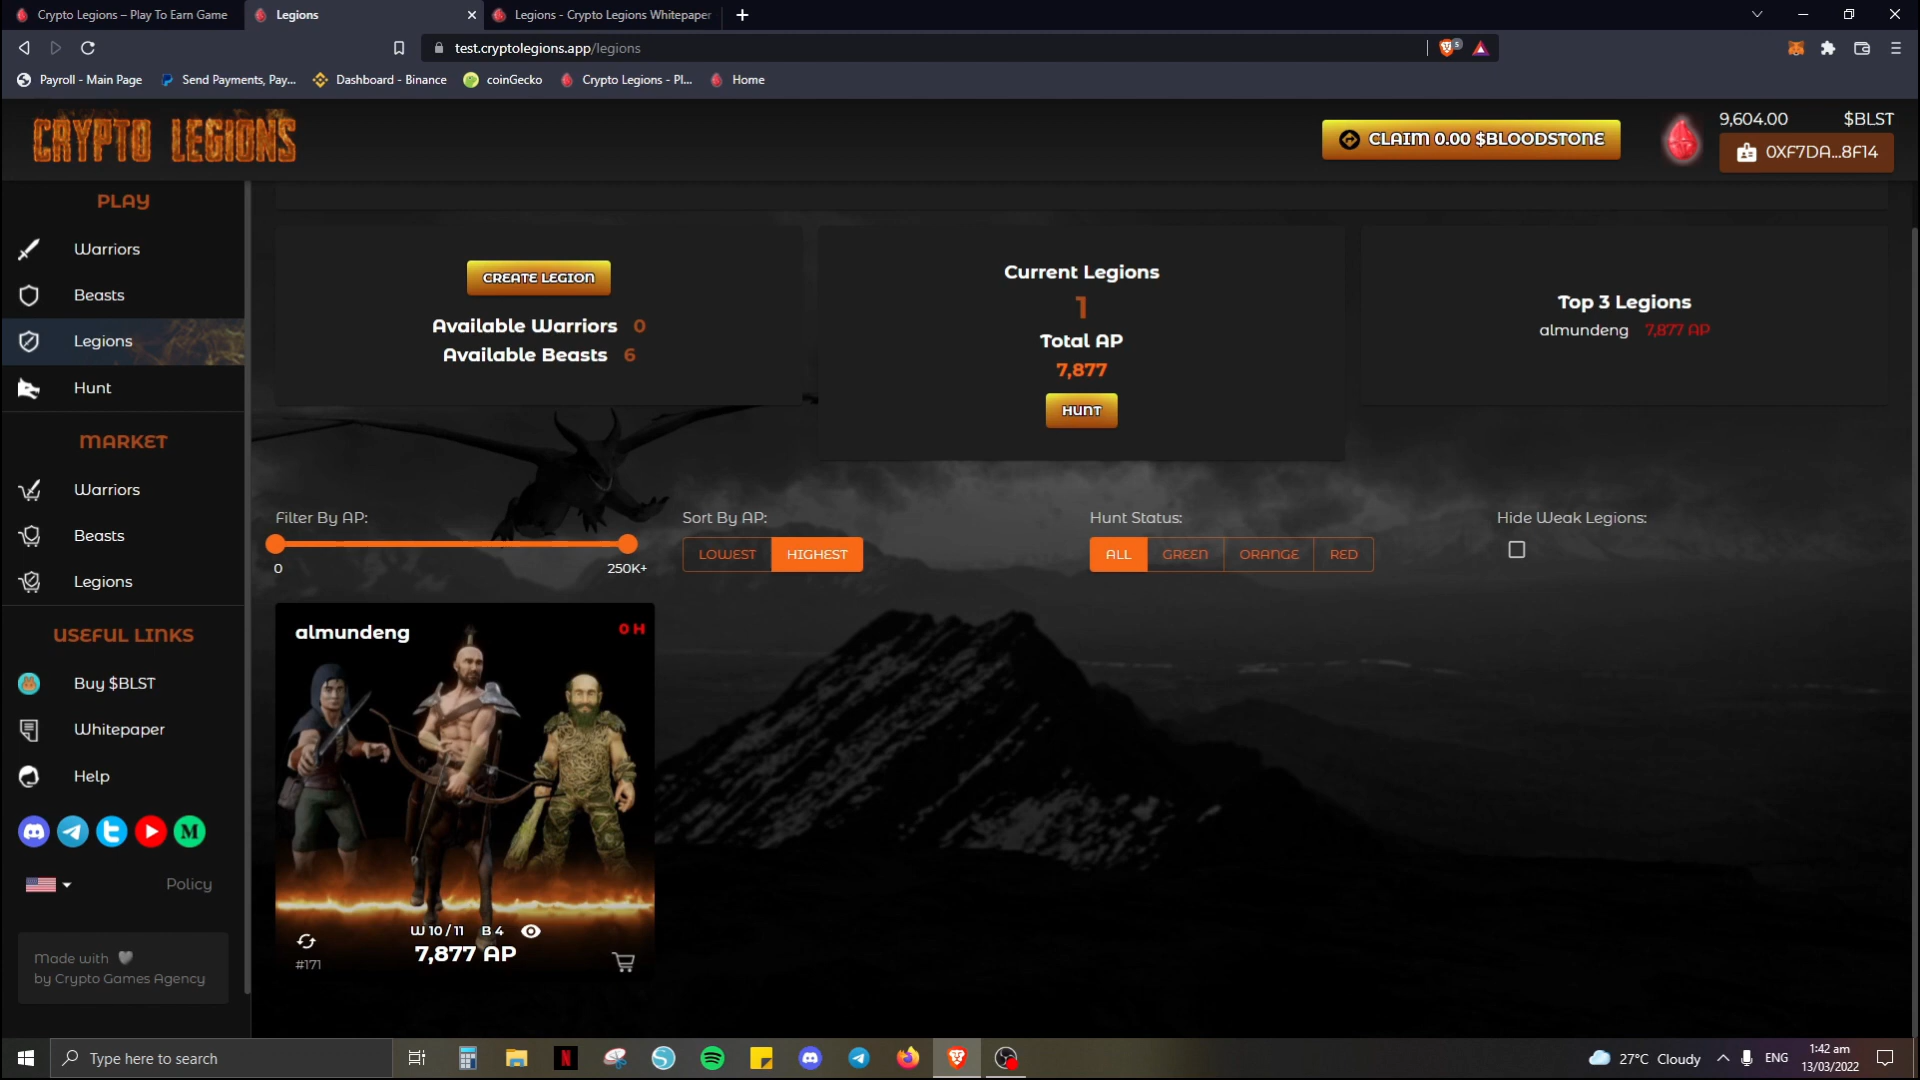 Crypto Legions – Play To Earn Game
Legions
Legions - Crypto Legions Whitepaper
test.cryptolegions.app/legions
5
Payroll - Main Page
Send Payments, Pay...
Dashboard - Binance
coinGecko
Crypto Legions - Pl...
Home
CRYPTO LEGIONS
CLAIM 0.00 $BLOODSTONE
9,604.00 $BLST
0XF7DA...8F14
PLAY
Warriors
Beasts
Legions
Hunt
MARKET
Warriors
Beasts
Legions
USEFUL LINKS
Buy $BLST
Whitepaper
Help
M
Policy
Made with
by Crypto Games Agency
CREATE LEGION
Available Warriors 0
Available Beasts 6
Current Legions
1
Total AP
7,877
HUNT
Top 3 Legions
almundeng 7,877 AP
Filter By AP:
0 250K+
Sort By AP:
LOWEST HIGHEST
Hunt Status:
ALL GREEN ORANGE RED
Hide Weak Legions:
almundeng 0 H
W 10 / 11 B 4
7,877 AP
#171
Type here to search
N
27°C Cloudy
ENG
1:42 am
13/03/2022